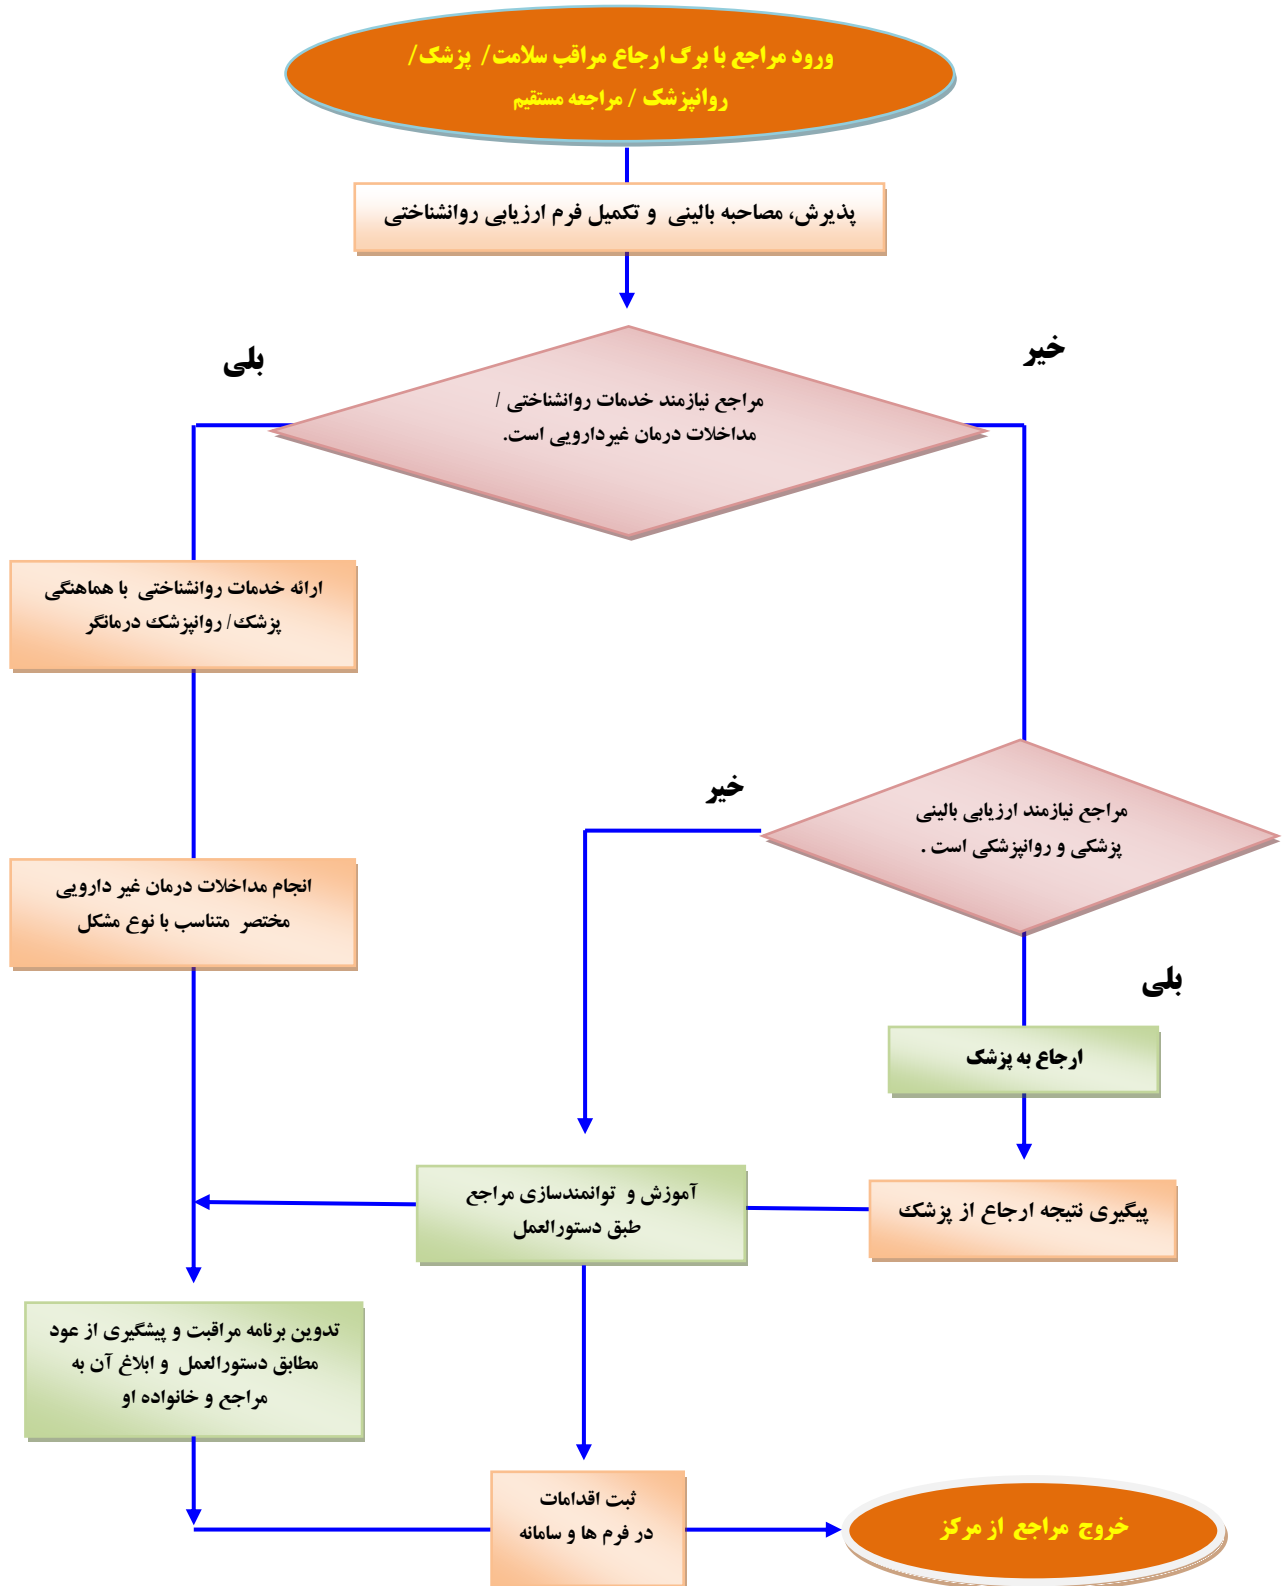 ورود مراجع با برگ ارجاع مراقب سلامت/ پزشک/
روانپزشک / مراجعه مستقیم
پذیرش، مصاحبه بالینی و تکمیل فرم ارزیابی روانشناختی
خیر
بلی
مراجع نیازمند خدمات روانشناختی /
مداخلات درمان غیردارویی است.
ارائه خدمات روانشناختی با هماهنگی
پزشک/ روانپزشک درمانگر
خیر
مراجع نیازمند ارزیابی بالینی
پزشکی و روانپزشکی است .
انجام مداخلات درمان غیر دارویی
مختصر متناسب با نوع مشکل
بلی
ارجاع به پزشک
پیگیری نتیجه ارجاع از پزشک
آموزش و توانمندسازی مراجع
طبق دستورالعمل
تدوین برنامه مراقبت و پیشگیری از عود
مطابق دستورالعمل و ابلاغ آن به
مراجع و خانواده او
ثبت اقدامات
در فرم ها و سامانه
خروج مراجع از مرکز